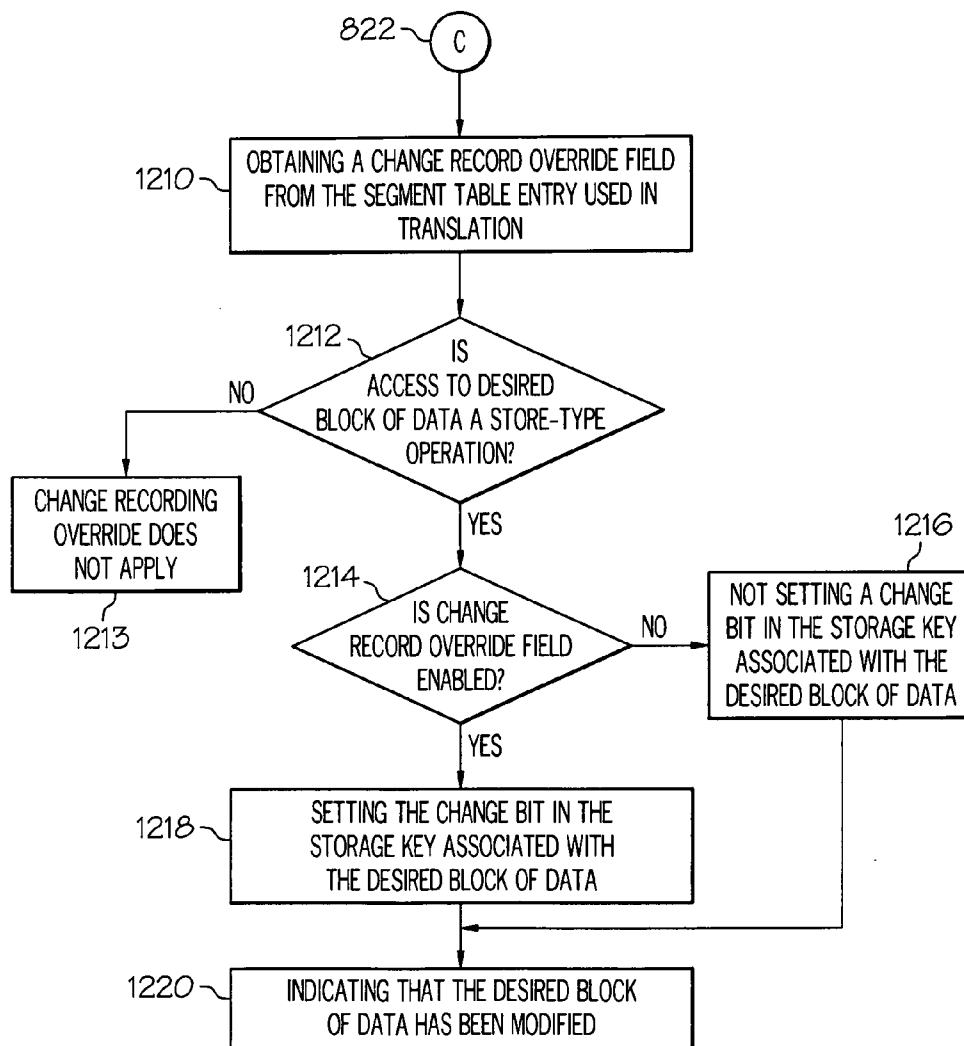 822
C
1210
OBTAINING A CHANGE RECORD OVERRIDE FIELD
FROM THE SEGMENT TABLE ENTRY USED IN
TRANSLATION
1212
IS
ACCESS TO DESIRED
BLOCK OF DATA A STORE-TYPE
OPERATION?
NO
YES
CHANGE RECORDING
OVERRIDE DOES
NOT APPLY
1213
1214
IS CHANGE
RECORD OVERRIDE FIELD
ENABLED?
NO
YES
1216
NOT SETTING A CHANGE
BIT IN THE STORAGE KEY
ASSOCIATED WITH THE
DESIRED BLOCK OF DATA
1218
SETTING THE CHANGE BIT IN THE
STORAGE KEY ASSOCIATED WITH
THE DESIRED BLOCK OF DATA
1220
INDICATING THAT THE DESIRED BLOCK
OF DATA HAS BEEN MODIFIED